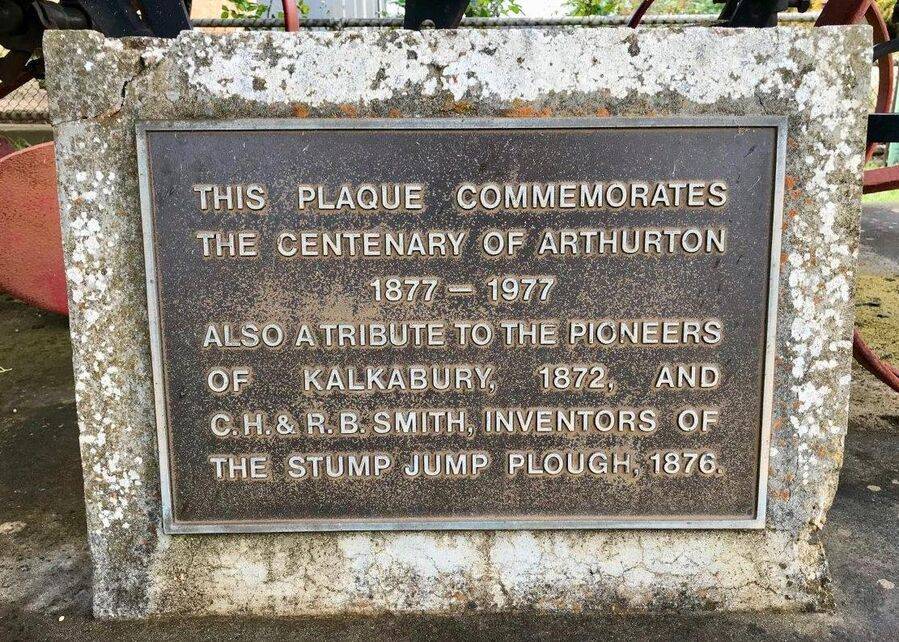 THIS PLAQUE COMMEMORATES
THE CENTENARY OF ARTHURTON
1877 — 1977
ALSO A TRIBUTE TO THE PIONEERS
OF KALKABURY, 1872, AND
C.H. & R.B. SMITH, INVENTORS OF
THE STUMP JUMP PLOUGH, 1876.